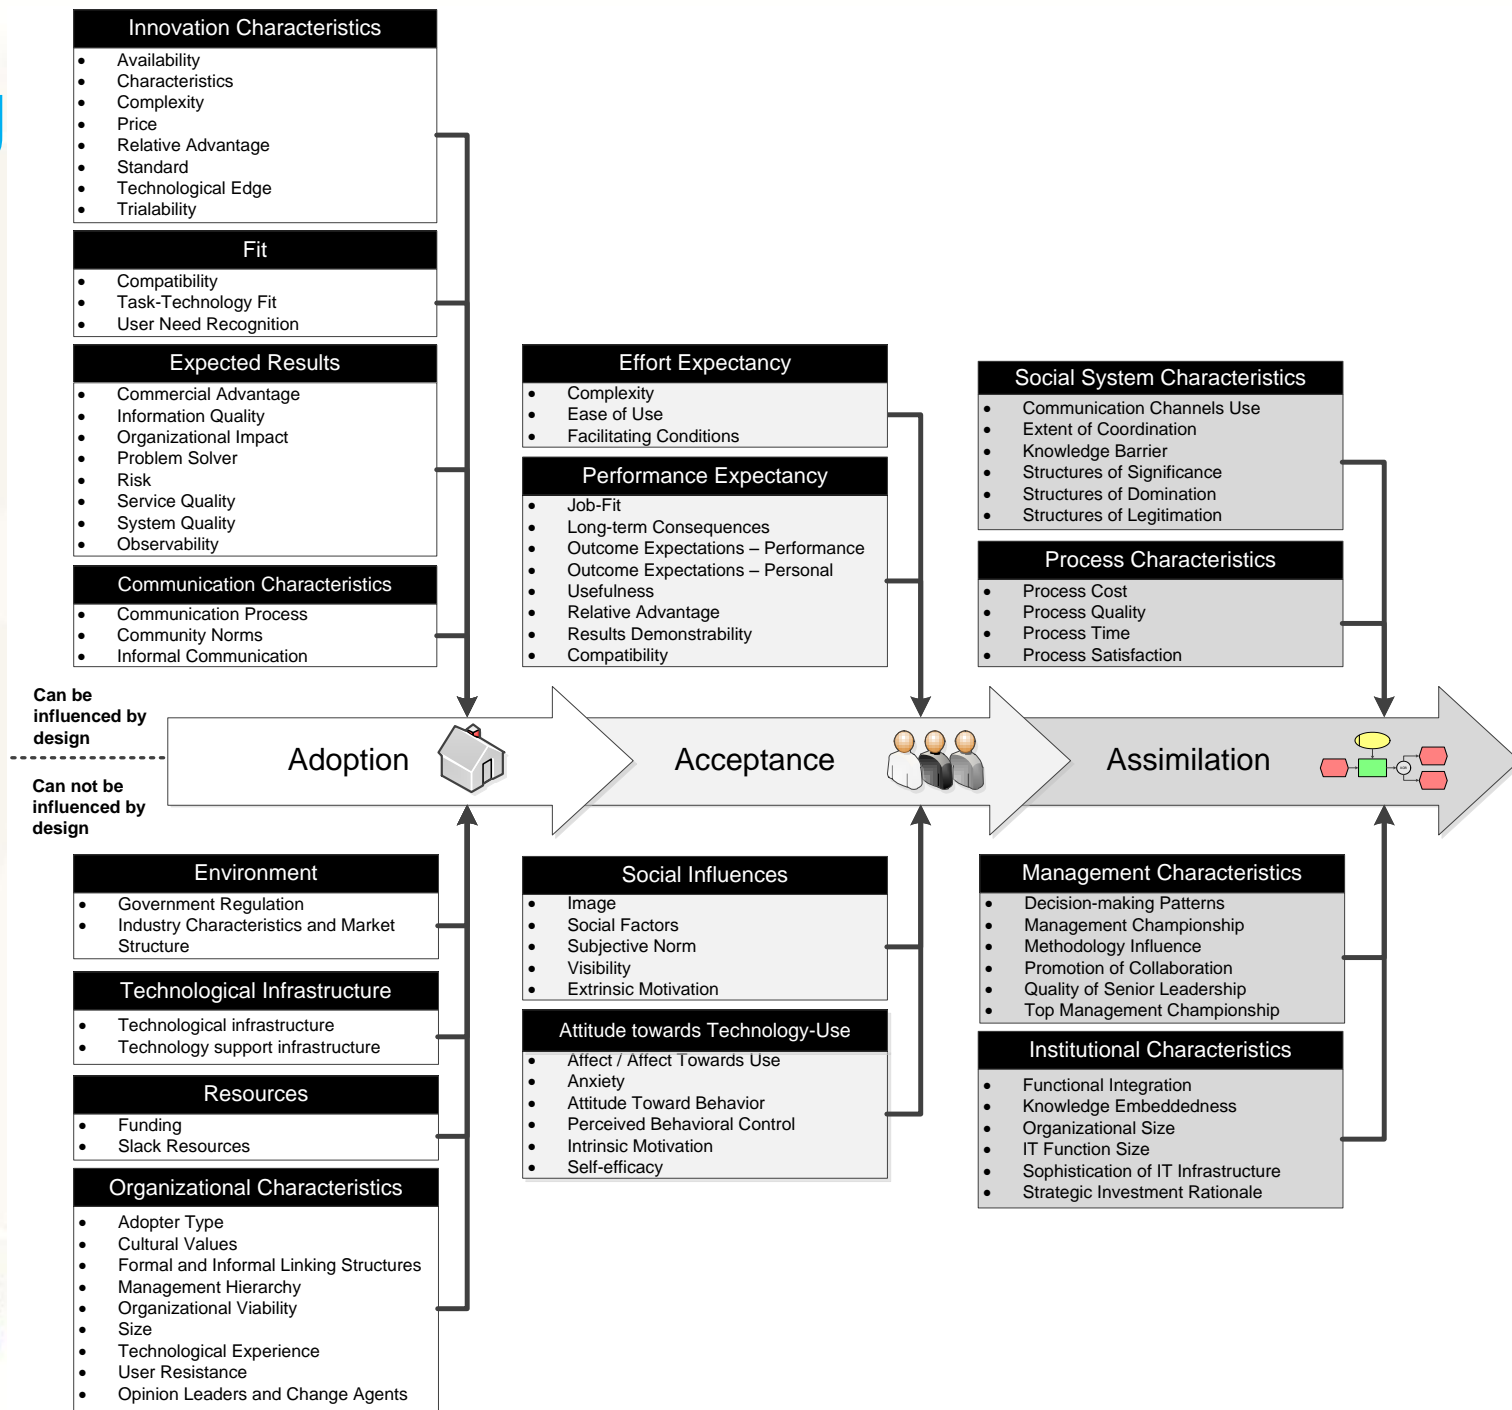 Innovation Characteristics
• Availability
• Characteristics
• Complexity
• Price
• Relative Advantage
• Standard
• Technological Edge
• Trialability
Fit
• Compatibility
• Task-Technology Fit
• User Need Recognition
Expected Results
• Commercial Advantage
• Information Quality
• Organizational Impact
• Problem Solver
• Risk
• Service Quality
• System Quality
• Observability
Communication Characteristics
• Communication Process
• Community Norms
• Informal Communication
Effort Expectancy
• Complexity
• Ease of Use
• Facilitating Conditions
Performance Expectancy
• Job-Fit
• Long-term Consequences
• Outcome Expectations – Performance
• Outcome Expectations – Personal
• Usefulness
• Relative Advantage
• Results Demonstrability
• Compatibility
Social System Characteristics
• Communication Channels Use
• Extent of Coordination
• Knowledge Barrier
• Structures of Significance
• Structures of Domination
• Structures of Legitimation
Process Characteristics
• Process Cost
• Process Quality
• Process Time
• Process Satisfaction
Can be
influenced by
design
Can not be
influenced by
design
Adoption
Acceptance
Assimilation
Environment
• Government Regulation
• Industry Characteristics and Market
Structure
Technological Infrastructure
• Technological infrastructure
• Technology support infrastructure
Resources
• Funding
• Slack Resources
Organizational Characteristics
• Adopter Type
• Cultural Values
• Formal and Informal Linking Structures
• Management Hierarchy
• Organizational Viability
• Size
• Technological Experience
• User Resistance
• Opinion Leaders and Change Agents
Social Influences
• Image
• Social Factors
• Subjective Norm
• Visibility
• Extrinsic Motivation
Attitude towards Technology-Use
• Affect / Affect Towards Use
• Anxiety
• Attitude Toward Behavior
• Perceived Behavioral Control
• Intrinsic Motivation
• Self-efficacy
Management Characteristics
• Decision-making Patterns
• Management Championship
• Methodology Influence
• Promotion of Collaboration
• Quality of Senior Leadership
• Top Management Championship
Institutional Characteristics
• Functional Integration
• Knowledge Embeddedness
• Organizational Size
• IT Function Size
• Sophistication of IT Infrastructure
• Strategic Investment Rationale